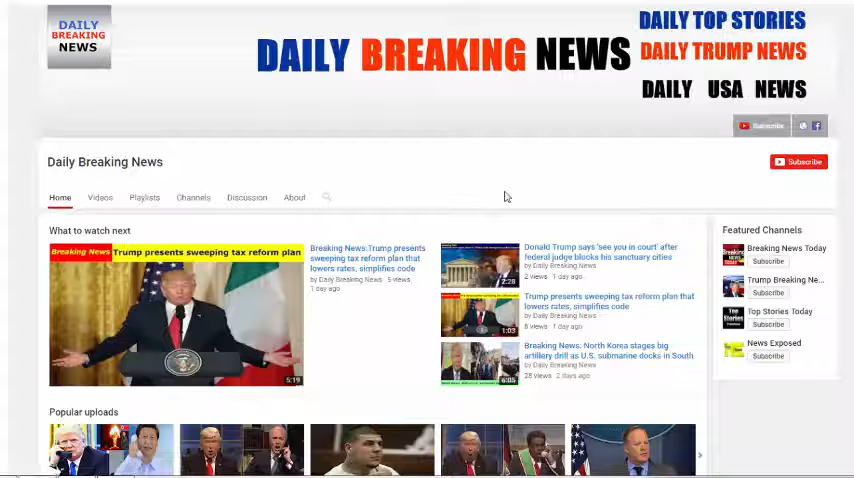 DAILY
BREAKING
NEWS
DAILY BREAKING NEWS
DAILY TOP STORIES
DAILY TRUMP NEWS
DAILY USA NEWS
Subscribe
Daily Breaking News
Subscribe
Home Videos Playlists Channels Discussion About
What to watch next
Breaking News Trump presents sweeping tax reform plan
5:19
Breaking News:Trump presents
sweeping tax reform plan that
lowers rates, simplifies code
by Daily Breaking News 5 views
1 day ago
2:28
Donald Trump says 'see you in court' after
federal judge blocks his sanctuary cities
by Daily Breaking News
2 views 1 day ago
1:03
Trump presents sweeping tax reform plan that
lowers rates, simplifies code
by Daily Breaking News
8 views 1 day ago
6:05
Breaking News: North Korea stages big
artillery drill as U.S. submarine docks in South
by Daily Breaking News
28 views 2 days ago
Featured Channels
Breaking News Today
Subscribe
Trump Breaking Ne...
Subscribe
Top Stories Today
Subscribe
News Exposed
Subscribe
Popular uploads